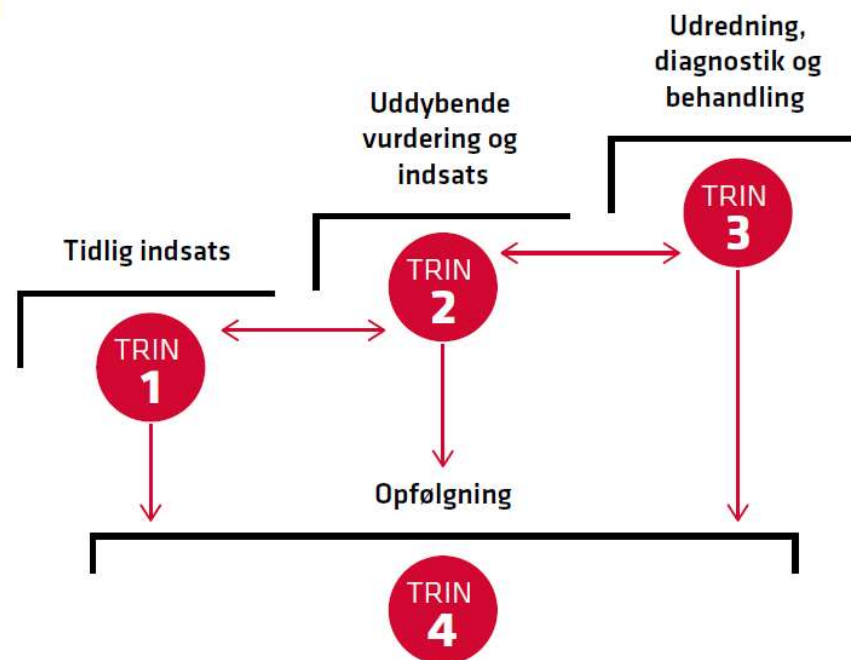 Udredning,
diagnostik og
behandling
Uddybende
vurdering og
indsats
Tidlig indsats
TRIN
3
TRIN
2
TRIN
1
Opfølgning
TRIN
4